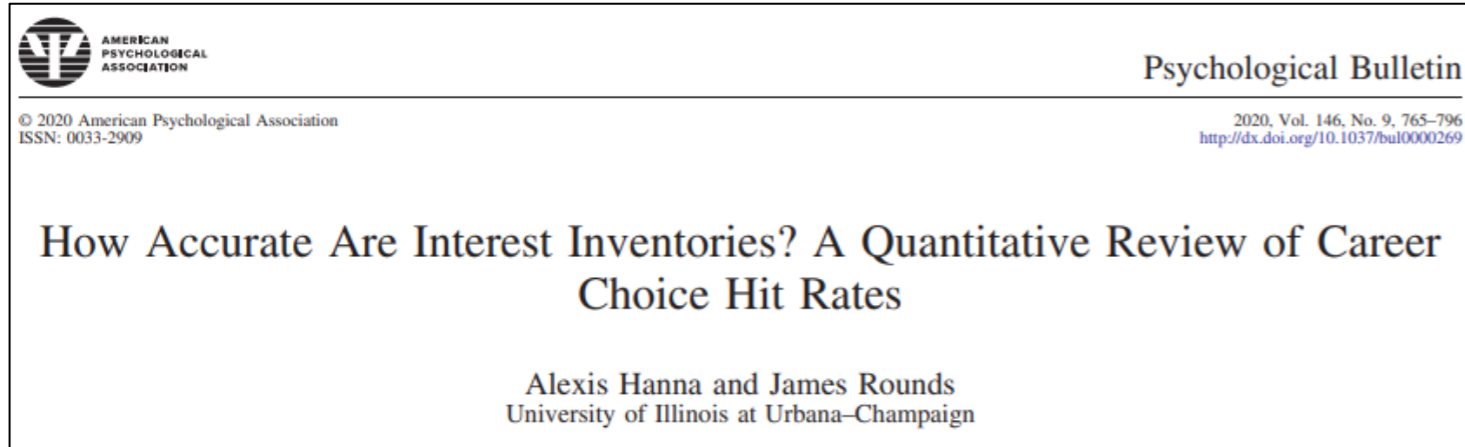 AMERICAN
PSYCHOLOGICAL
ASSOCIATION
Psychological Bulletin
© 2020 American Psychological Association
ISSN: 0033-2909
2020, Vol. 146, No. 9, 765–796
http://dx.doi.org/10.1037/bul0000269
How Accurate Are Interest Inventories? A Quantitative Review of Career
Choice Hit Rates
Alexis Hanna and James Rounds
University of Illinois at Urbana–Champaign